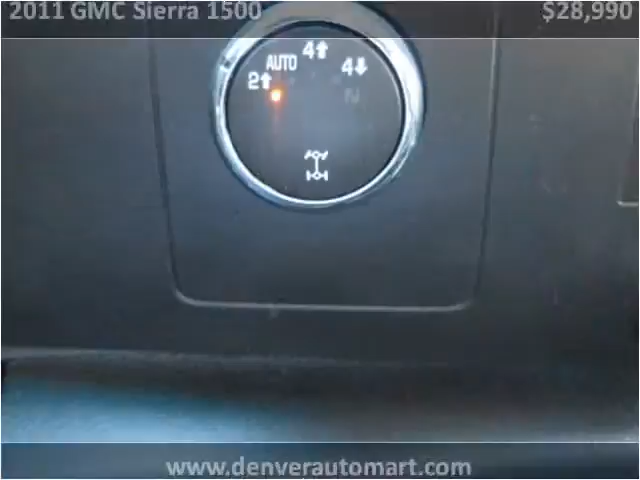 2011 GMC Sierra 1500 $28,990
4⬆
AUTO 4⬇
2⬆
N
www.denverautomart.com